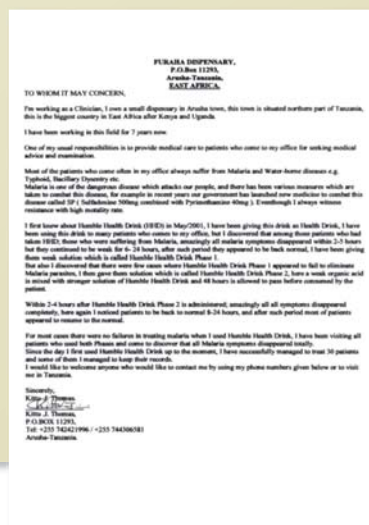 FURAHA DISPENSARY,
P.O.Box 11293,
Arusha-Tanzania,
EAST AFRICA.
TO WHOM IT MAY CONCERN,
I'm working as a Clinician, I own a small dispensary in Arusha town, this town is situated northern part of Tanzania,
this is the biggest country in East Africa after Kenya and Uganda.
I have been working in this field for 7 years now.
One of my usual responsibilities is to provide medical care to patients who come to my office for seeking medical
advice and examination.
Most of the patients who come often in my office always suffer from Malaria and Water-borne diseases e.g.
Typhoid, Bacillary Dysentry etc.
Malaria is one of the dangerous disease which attacks our people, and there has been various measures which are
taken to combat this disease, for example in recent years our government has launched new medicine to combat this
disease called SP ( Sulfadoxine 500mg combined with Pyrimethamine 40mg ). Eventhough I always witness
resistance with high motality rate.
I first knew about Humble Health Drink (HHD) in May/2001, I have been giving this drink as Health Drink, I have
been using this drink to many patients who comes to my office, but I discovered that among those patients who had
taken HHD; those who were suffering from Malaria, amazingly all malaria symptoms disappeared within 2-3 hours
but they continued to be weak for 6- 24 hours, after such period they appeared to be back normal, I have been giving
them weak solution which is called Humble Health Drink Phase 1.
But also I discovered that there were few cases where Humble Health Drink Phase 1 appeared to fail to eliminate
Malaria parasites, I then gave them solution which is called Humble Health Drink Phase 2, here a weak organic acid
is mixed with stronger solution of Humble Health Drink and 48 hours is allowed to pass before consumed by the
patient.
Within 2-4 hours after Humble Health Drink Phase 2 is administered; amazingly all all symptoms disappeared
completely, here again I noticed patients to be back to normal 8-24 hours, and after such period most of patients
appeared to resume to the normal.
For most cases there were no failures in treating malaria when I used Humble Health Drink, I have been visiting all
patients who used both Phases and come to discover that all Malaria symptoms disappeared totally.
Since the day I first used Humble Health Drink up to the moment, I have successfully managed to treat 30 patients
and some of them I managed to keep their records.
I would like to welcome anyone who would like to contact me by using my phone numbers given below or to visit
me in Tanzania.
Sincerely,
Kittu J. Thomas,
Kittu J. Thomas,
P.O.BOX 11293,
Tel: +255 742421996 / +255 744306581
Arusha-Tanzania.